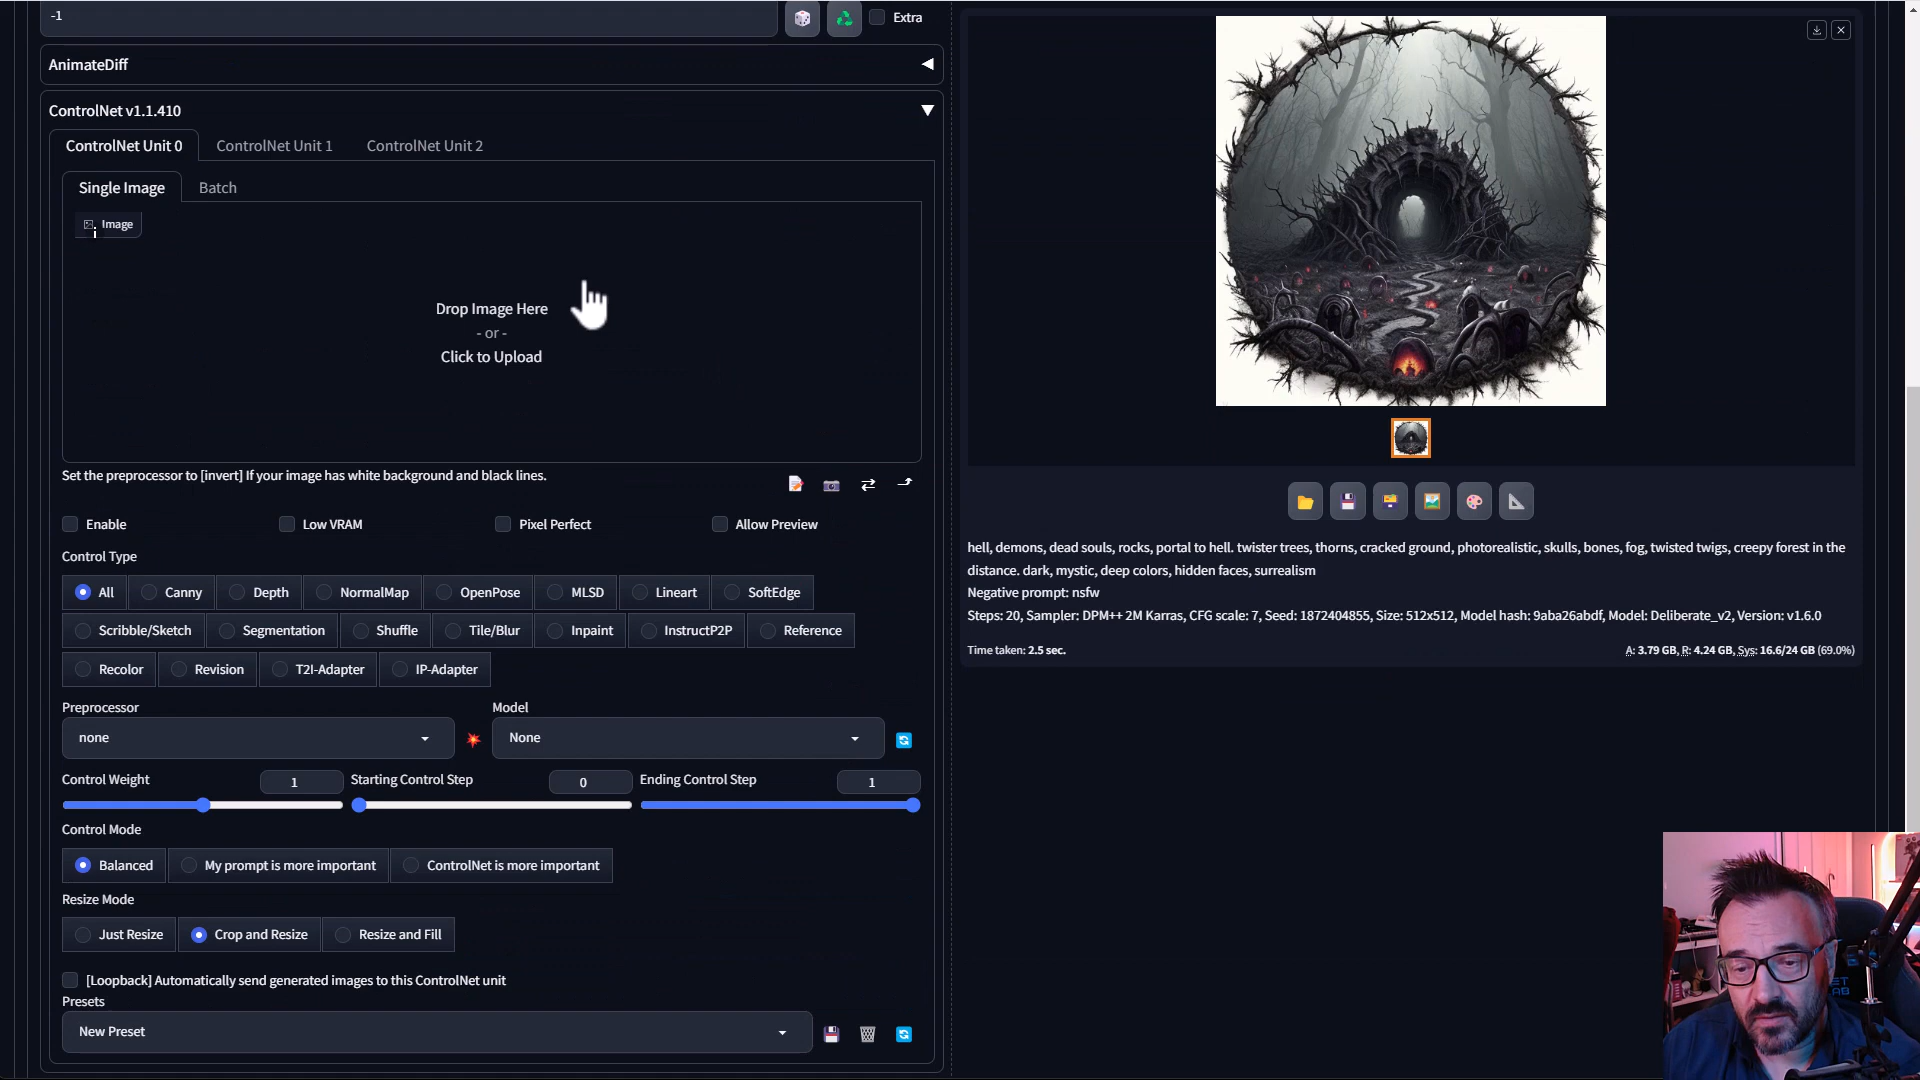 -1
Extra
AnimateDiff
ControlNet v1.1.410
ControlNet Unit 0
ControlNet Unit 1
ControlNet Unit 2
Single Image
Batch
Image
Drop Image Here
- or -
Click to Upload
Set the preprocessor to [invert] If your image has white background and black lines.
Enable
Low VRAM
Pixel Perfect
Allow Preview
Control Type
All
Canny
Depth
NormalMap
OpenPose
MLSD
Lineart
SoftEdge
Scribble/Sketch
Segmentation
Shuffle
Tile/Blur
Inpaint
InstructP2P
Reference
Recolor
Revision
T2I-Adapter
IP-Adapter
Preprocessor
Model
none
None
Control Weight
1
Starting Control Step
0
Ending Control Step
1
Control Mode
Balanced
My prompt is more important
ControlNet is more important
Resize Mode
Just Resize
Crop and Resize
Resize and Fill
[Loopback] Automatically send generated images to this ControlNet unit
Presets
New Preset
hell, demons, dead souls, rocks, portal to hell. twister trees, thorns, cracked ground, photorealistic, skulls, bones, fog, twisted twigs, creepy forest in the
distance. dark, mystic, deep colors, hidden faces, surrealism
Negative prompt: nsfw
Steps: 20, Sampler: DPM++ 2M Karras, CFG scale: 7, Seed: 1872404855, Size: 512x512, Model hash: 9aba26abdf, Model: Deliberate_v2, Version: v1.6.0
Time taken: 2.5 sec.
A: 3.79 GB, R: 4.24 GB, Sys: 16.6/24 GB (69.0%)